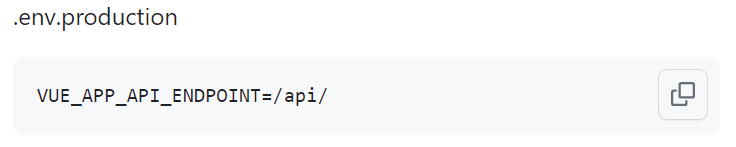 .env.production
VUE_APP_API_ENDPOINT=/api/